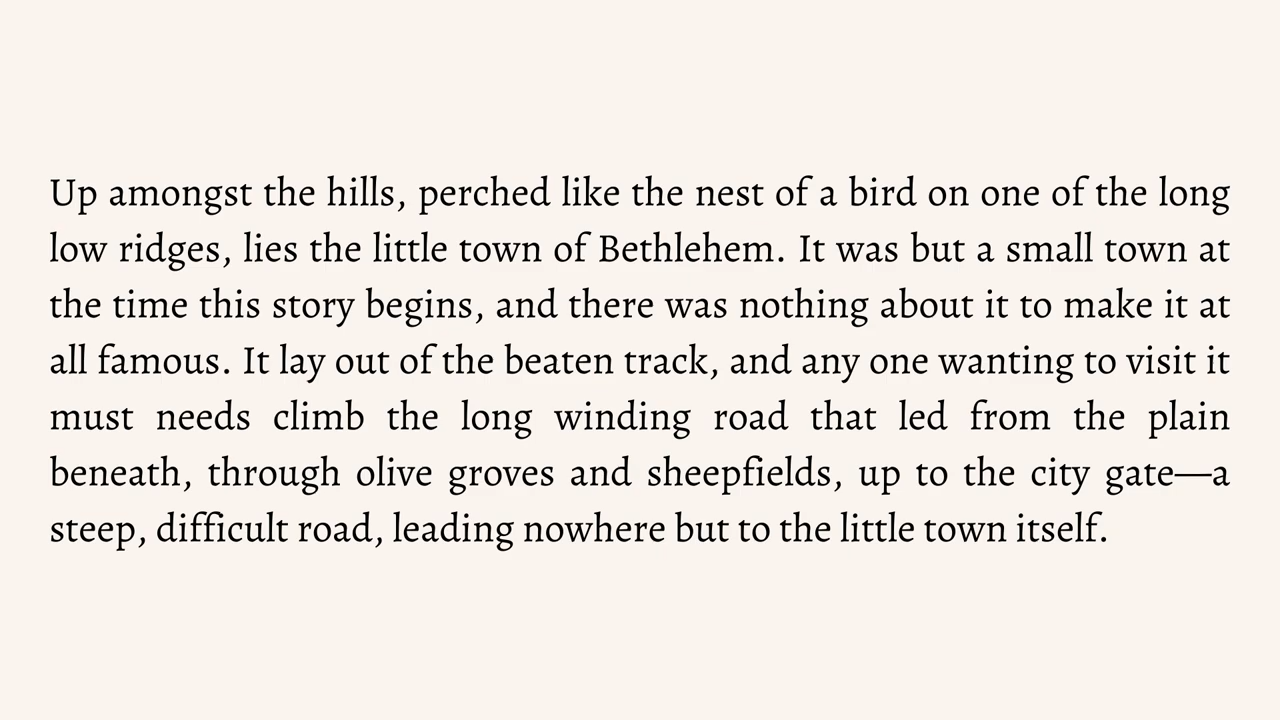 Up amongst the hills, perched like the nest of a bird on one of the long
low ridges, lies the little town of Bethlehem. It was but a small town at
the time this story begins, and there was nothing about it to make it at
all famous. It lay out of the beaten track, and any one wanting to visit it
must needs climb the long winding road that led from the plain
beneath, through olive groves and sheepfields, up to the city gate—a
steep, difficult road, leading nowhere but to the little town itself.